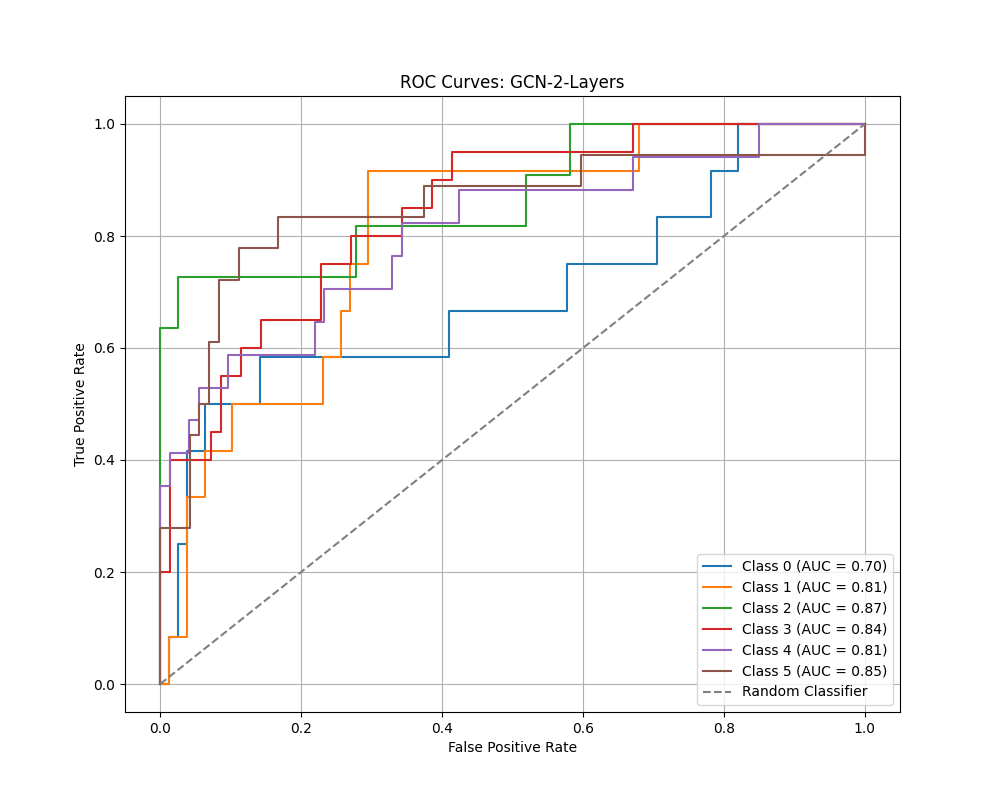 ROC Curves: GCN-2-Layers
True Positive Rate
1.0
0.8
0.6
0.4
0.2
0.0
0.0 0.2 0.4 0.6 0.8 1.0
False Positive Rate
Class 0 (AUC = 0.70)
Class 1 (AUC = 0.81)
Class 2 (AUC = 0.87)
Class 3 (AUC = 0.84)
Class 4 (AUC = 0.81)
Class 5 (AUC = 0.85)
Random Classifier